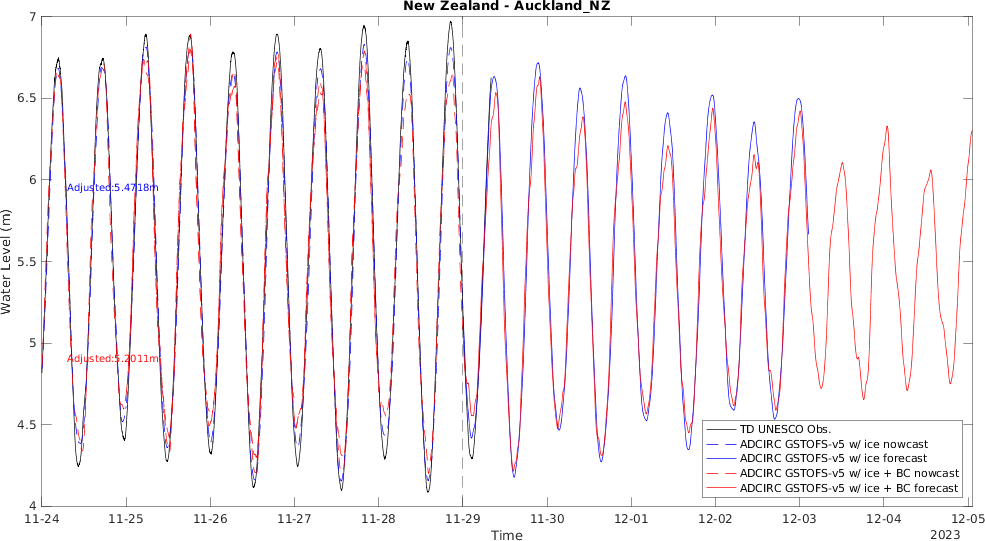 New Zealand - Auckland_NZ
7
6.5
6
5.5
5
4.5
4
Water Level (m)
Adjusted:5.4718m
Adjusted:5.2011m
TD UNESCO Obs.
ADCIRC GSTOFS-v5 w/ ice nowcast
ADCIRC GSTOFS-v5 w/ ice forecast
ADCIRC GSTOFS-v5 w/ ice + BC nowcast
ADCIRC GSTOFS-v5 w/ ice + BC forecast
11-24 11-25 11-26 11-27 11-28 11-29 11-30 12-01 12-02 12-03 12-04 12-05
Time
2023